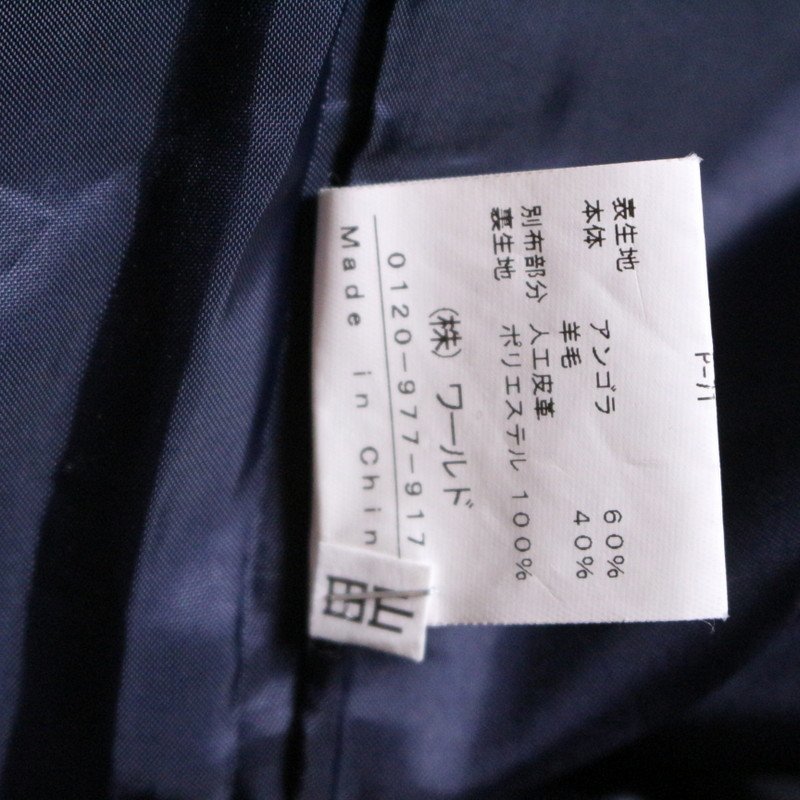 表生地
本体 アンゴラ 60%
羊毛 40%
別布部分 人工皮革
裏生地 ポリエステル 100%
(株)ワールド
0120-977-917
Made in Chin